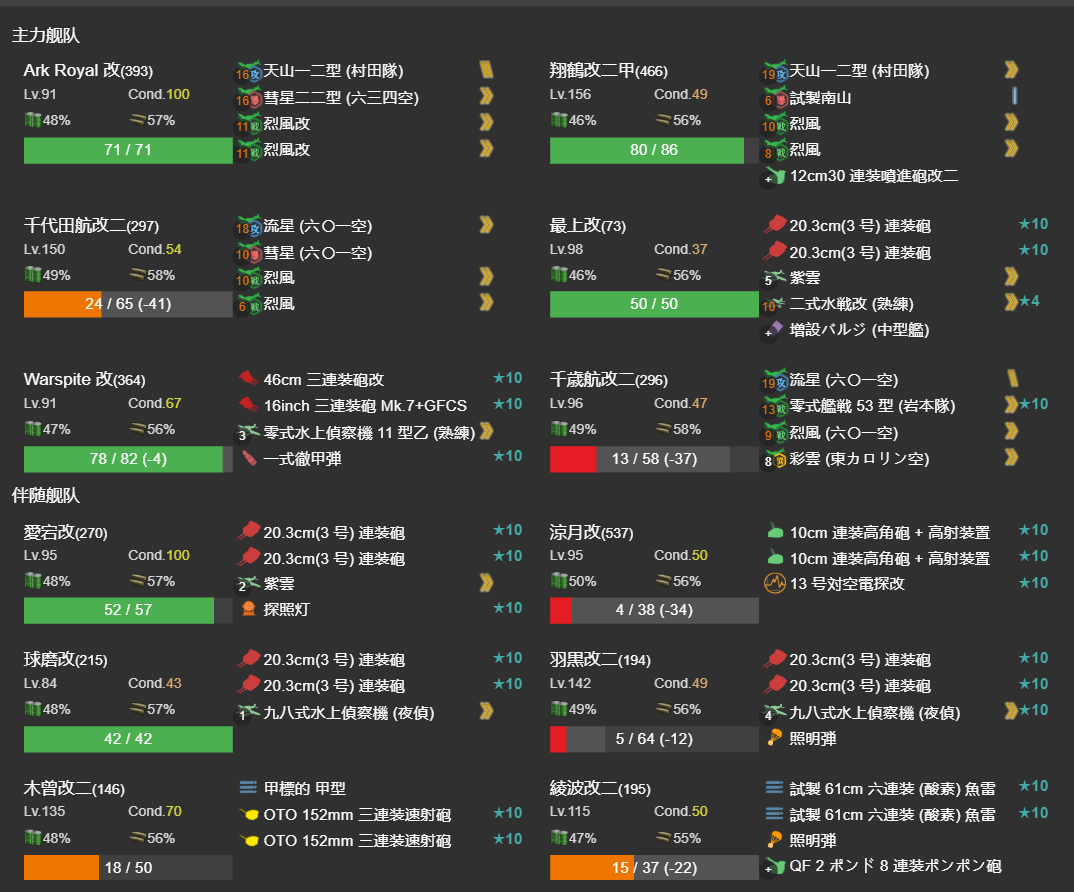 主力舰队
Ark Royal 改(393)
Lv.91 Cond.100
48% 57%
71 / 71
16 攻 天山一二型 (村田隊)
16 爆 彗星二二型 (六三四空)
11 戦 烈風改
11 戦 烈風改
翔鶴改二甲(466)
Lv.156 Cond.49
46% 56%
80 / 86
19 攻 天山一二型 (村田隊)
6 爆 試製南山
10 戦 烈風
8 戦 烈風
+ 12cm30 連装噴進砲改二
千代田航改二(297)
Lv.150 Cond.54
49% 58%
24 / 65 (-41)
18 攻 流星 (六〇一空)
10 爆 彗星 (六〇一空)
10 戦 烈風
6 戦 烈風
最上改(73)
Lv.98 Cond.37
46% 56%
50 / 50
20.3cm(3 号) 連装砲 ★10
20.3cm(3 号) 連装砲 ★10
5 紫雲
10 二式水戦改 (熟練) ★4
+ 増設バルジ (中型艦)
Warspite 改(364)
Lv.91 Cond.67
47% 56%
78 / 82 (-4)
46cm 三連装砲改 ★10
16inch 三連装砲 Mk.7+GFCS ★10
3 零式水上偵察機 11 型乙 (熟練)
一式徹甲弾 ★10
千歳航改二(296)
Lv.96 Cond.47
49% 58%
13 / 58 (-37)
19 攻 流星 (六〇一空)
13 戦 零式艦戦 53 型 (岩本隊) ★10
9 戦 烈風 (六〇一空)
8 偵 彩雲 (東カロリン空)
伴随舰队
愛宕改(270)
Lv.95 Cond.100
48% 57%
52 / 57
20.3cm(3 号) 連装砲 ★10
20.3cm(3 号) 連装砲 ★10
2 紫雲
探照灯 ★10
涼月改(537)
Lv.95 Cond.50
50% 56%
4 / 38 (-34)
10cm 連装高角砲 + 高射装置 ★10
10cm 連装高角砲 + 高射装置 ★10
13 号対空電探改 ★10
球磨改(215)
Lv.84 Cond.43
48% 57%
42 / 42
20.3cm(3 号) 連装砲 ★10
20.3cm(3 号) 連装砲 ★10
1 九八式水上偵察機 (夜偵)
羽黒改二(194)
Lv.142 Cond.49
49% 56%
5 / 64 (-12)
20.3cm(3 号) 連装砲 ★10
20.3cm(3 号) 連装砲 ★10
4 九八式水上偵察機 (夜偵) ★10
照明弾
木曾改二(146)
Lv.135 Cond.70
48% 56%
18 / 50
甲標的 甲型
OTO 152mm 三連装速射砲 ★10
OTO 152mm 三連装速射砲 ★10
綾波改二(195)
Lv.115 Cond.50
47% 55%
15 / 37 (-22)
試製 61cm 六連装 (酸素) 魚雷 ★10
試製 61cm 六連装 (酸素) 魚雷 ★10
照明弾
+ QF 2 ポンド 8 連装ポンポン砲